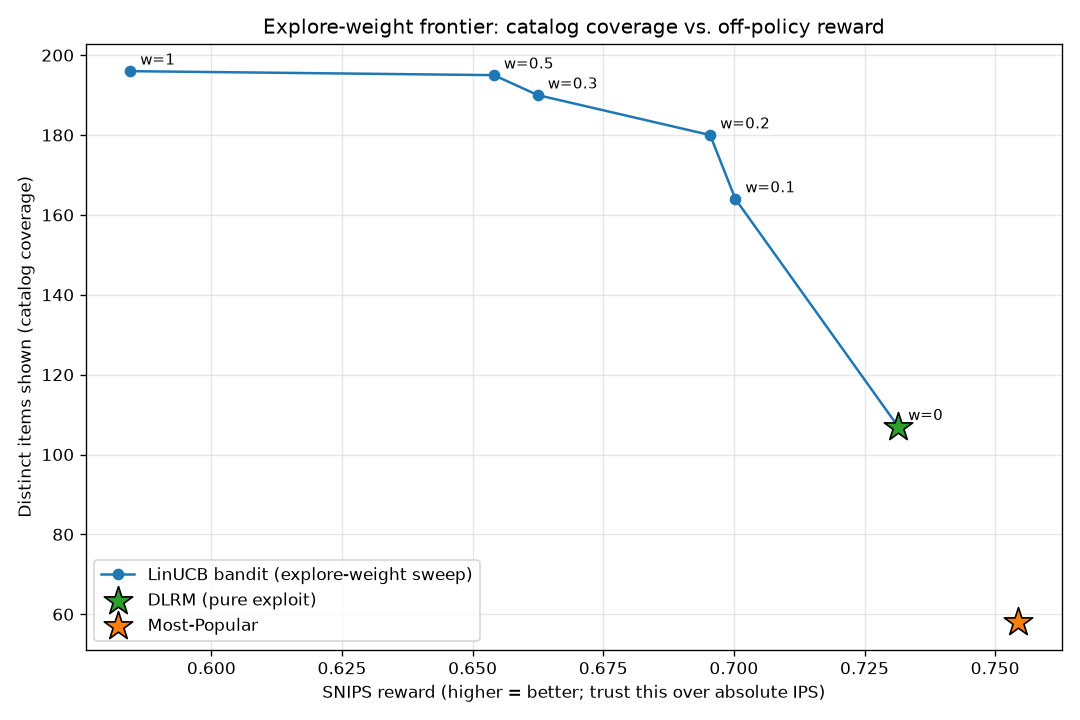 Explore-weight frontier: catalog coverage vs. off-policy reward
200
180
160
140
120
100
80
60
Distinct items shown (catalog coverage)
w=1
w=0.5
w=0.3
w=0.2
w=0.1
w=0
LinUCB bandit (explore-weight sweep)
DLRM (pure exploit)
Most-Popular
0.600
0.625
0.650
0.675
0.700
0.725
0.750
SNIPS reward (higher = better; trust this over absolute IPS)